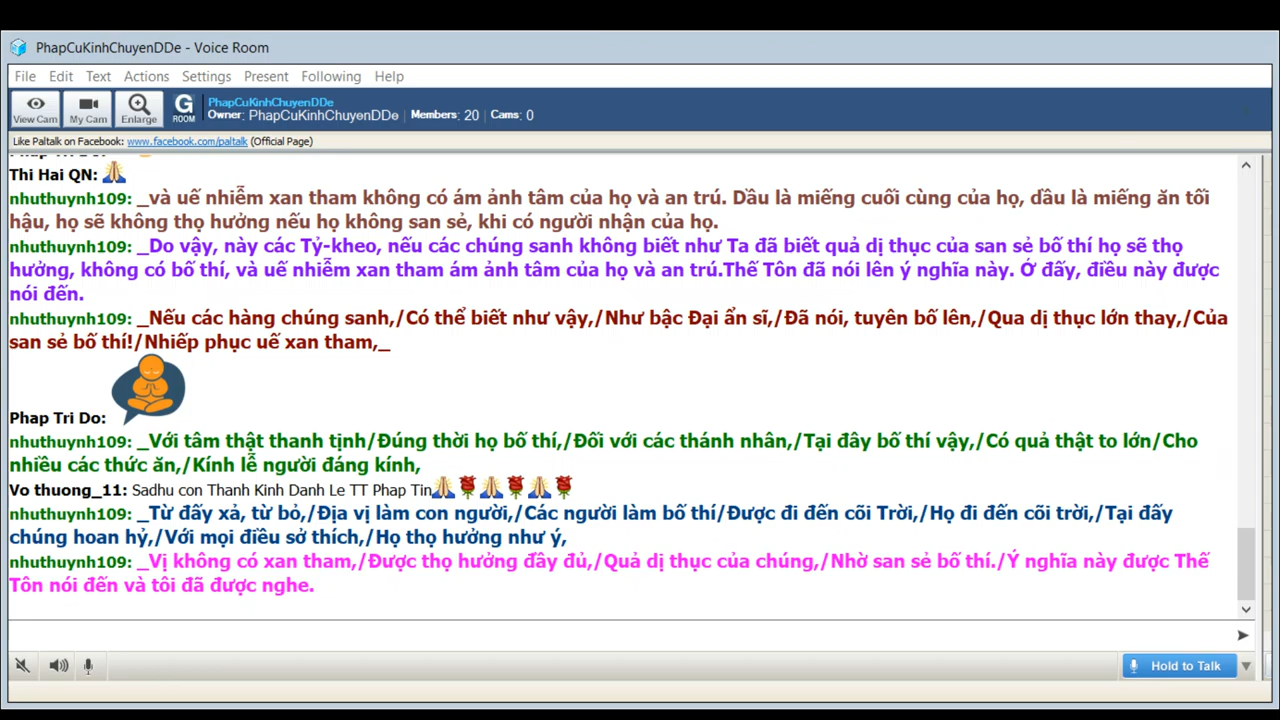 PhapCuKinhChuyenDDe - Voice Room
File Edit Text Actions Settings Present Following Help
View Cam My Cam Enlarge G ROOM PhapCuKinhChuyenDDe
Owner: PhapCuKinhChuyenDDe | Members: 20 | Cams: 0
Like Paltalk on Facebook: www.facebook.com/paltalk (Official Page)
Thi Hai QN:
nhuthuynh109: _và uế nhiễm xan tham không có ám ảnh tâm của họ và an trú. Dầu là miếng cuối cùng của họ, dầu là miếng ăn tối
hậu, họ sẽ không thọ hưởng nếu họ không san sẻ, khi có người nhận của họ.
nhuthuynh109: _Do vậy, này các Tỷ-kheo, nếu các chúng sanh không biết như Ta đã biết quả dị thục của san sẻ bố thí họ sẽ thọ
hưởng, không có bố thí, và uế nhiễm xan tham ám ảnh tâm của họ và an trú.Thế Tôn đã nói lên ý nghĩa này. Ở đấy, điều này được
nói đến.
nhuthuynh109: _Nếu các hàng chúng sanh,/Có thể biết như vậy,/Như bậc Đại ẩn sĩ,/Đã nói, tuyên bố lên,/Qua dị thục lớn thay,/Của
san sẻ bố thí!/Nhiếp phục uế xan tham,_
Phap Tri Do:
nhuthuynh109: _Với tâm thật thanh tịnh/Đúng thời họ bố thí,/Đối với các thánh nhân,/Tại đây bố thí vậy,/Có quả thật to lớn/Cho
nhiều các thức ăn,/Kính lễ người đáng kính,
Vo thuong_11: Sadhu con Thanh Kinh Danh Le TT Phap Tin
nhuthuynh109: _Từ đấy xả, từ bỏ,/Địa vị làm con người,/Các người làm bố thí/Được đi đến cõi Trời,/Họ đi đến cõi trời,/Tại đấy
chúng hoan hỷ,/Với mọi điều sở thích,/Họ thọ hưởng như ý,
nhuthuynh109: _Vị không có xan tham,/Được thọ hưởng đầy đủ,/Quả dị thục của chúng,/Nhờ san sẻ bố thí./Ý nghĩa này được Thế
Tôn nói đến và tôi đã được nghe.
Hold to Talk